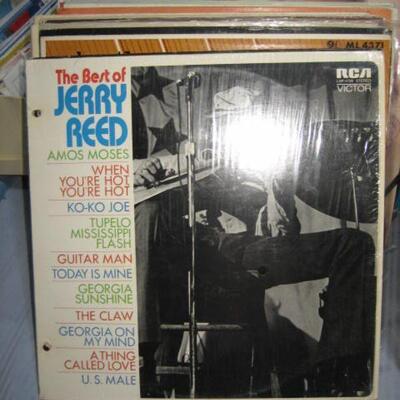 ML 4371
The Best of
JERRY
REED
RCA
VICTOR
AMOS MOSES
WHEN
YOU'RE HOT
YOU'RE HOT
KO-KO JOE
TUPELO
MISSISSIPPI
FLASH
GUITAR MAN
TODAY IS MINE
GEORGIA
SUNSHINE
THE CLAW
GEORGIA ON
MY MIND
A THING
CALLED LOVE
U.S. MALE